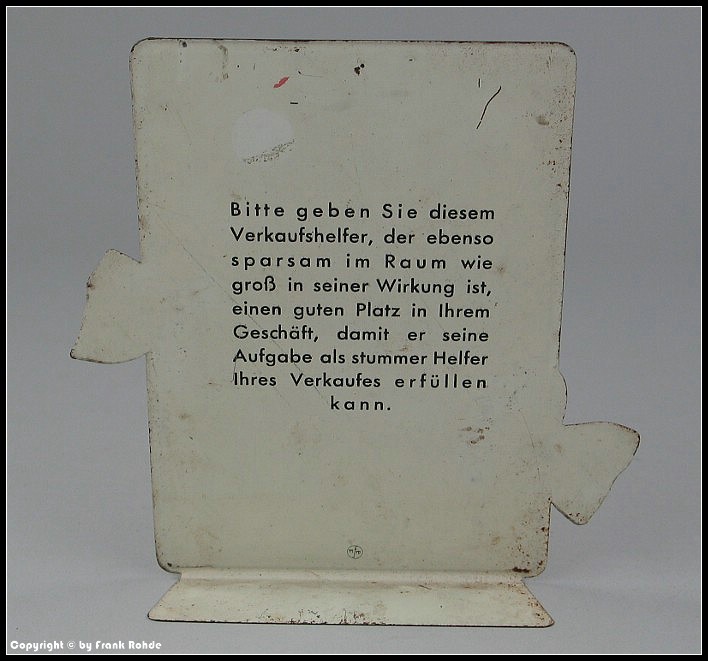 Bitte geben Sie diesem
Verkaufshelfer, der ebenso
sparsam im Raum wie
groß in seiner Wirkung ist,
einen guten Platz in Ihrem
Geschäft, damit er seine
Aufgabe als stummer Helfer
Ihres Verkaufes erfüllen
kann.
Copyright © by Frank Rohde